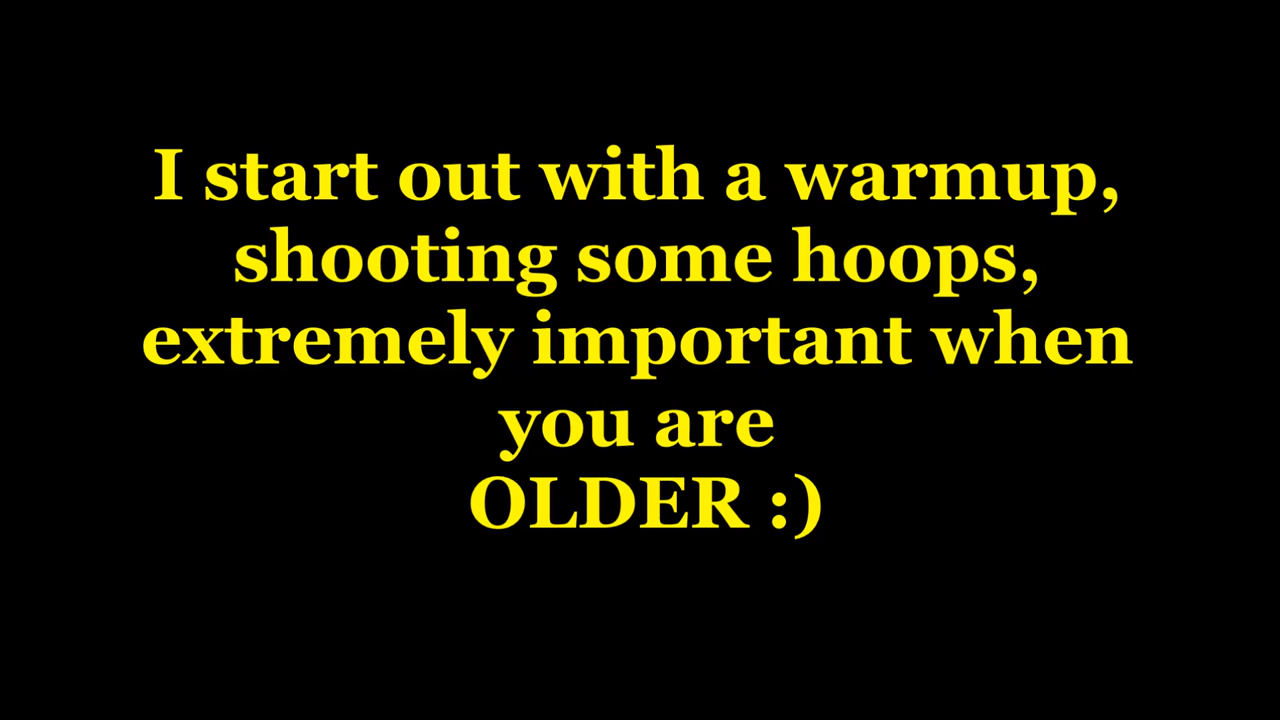 I start out with a warmup,
shooting some hoops,
extremely important when
you are
OLDER :)